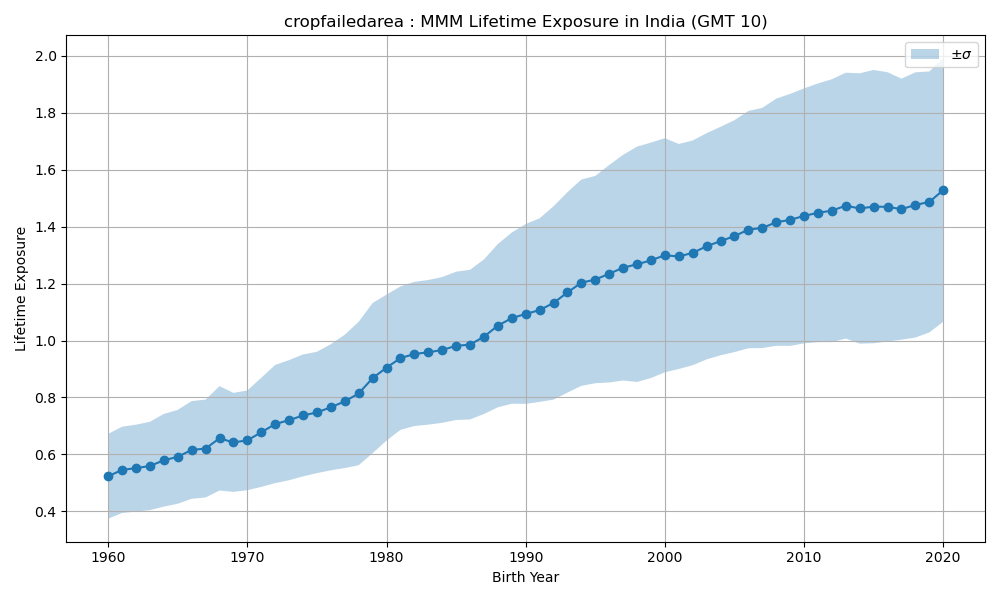 cropfailedarea : MMM Lifetime Exposure in India (GMT 10)
±σ
Lifetime Exposure
2.0
1.8
1.6
1.4
1.2
1.0
0.8
0.6
0.4
1960 1970 1980 1990 2000 2010 2020
Birth Year